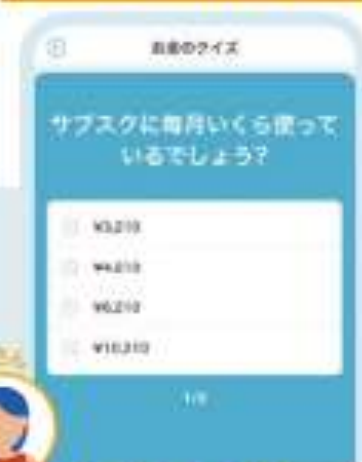 お金のクイズ
サブスクに毎月いくら使って
いるでしょう?
¥3,210
¥4,210
¥6,210
¥10,210